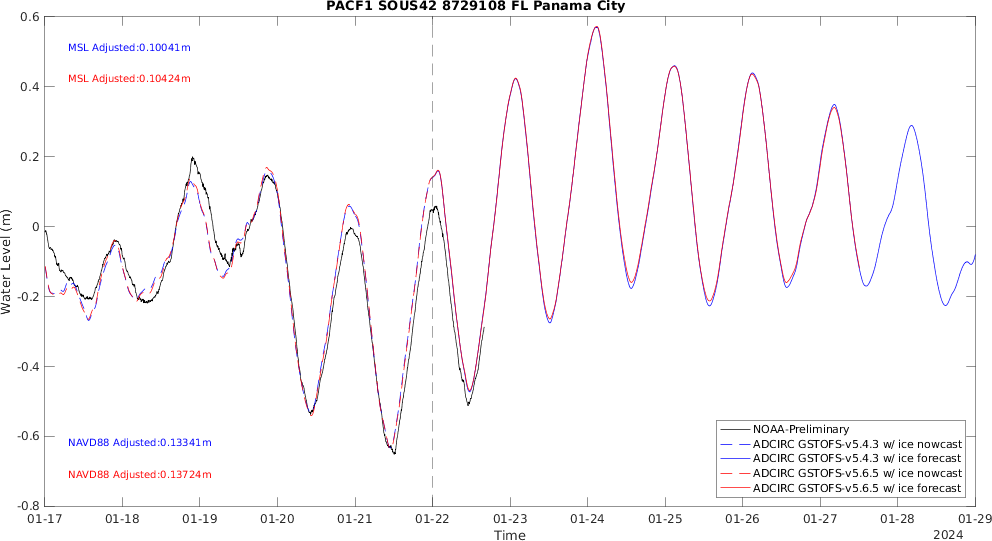 PACF1 SOUS42 8729108 FL Panama City
0.6
0.4
0.2
0
-0.2
-0.4
-0.6
-0.8
Water Level (m)
MSL Adjusted:0.10041m
MSL Adjusted:0.10424m
NAVD88 Adjusted:0.13341m
NAVD88 Adjusted:0.13724m
NOAA-Preliminary
ADCIRC GSTOFS-v5.4.3 w/ ice nowcast
ADCIRC GSTOFS-v5.4.3 w/ ice forecast
ADCIRC GSTOFS-v5.6.5 w/ ice nowcast
ADCIRC GSTOFS-v5.6.5 w/ ice forecast
01-17 01-18 01-19 01-20 01-21 01-22 01-23 01-24 01-25 01-26 01-27 01-28 01-29
Time
2024